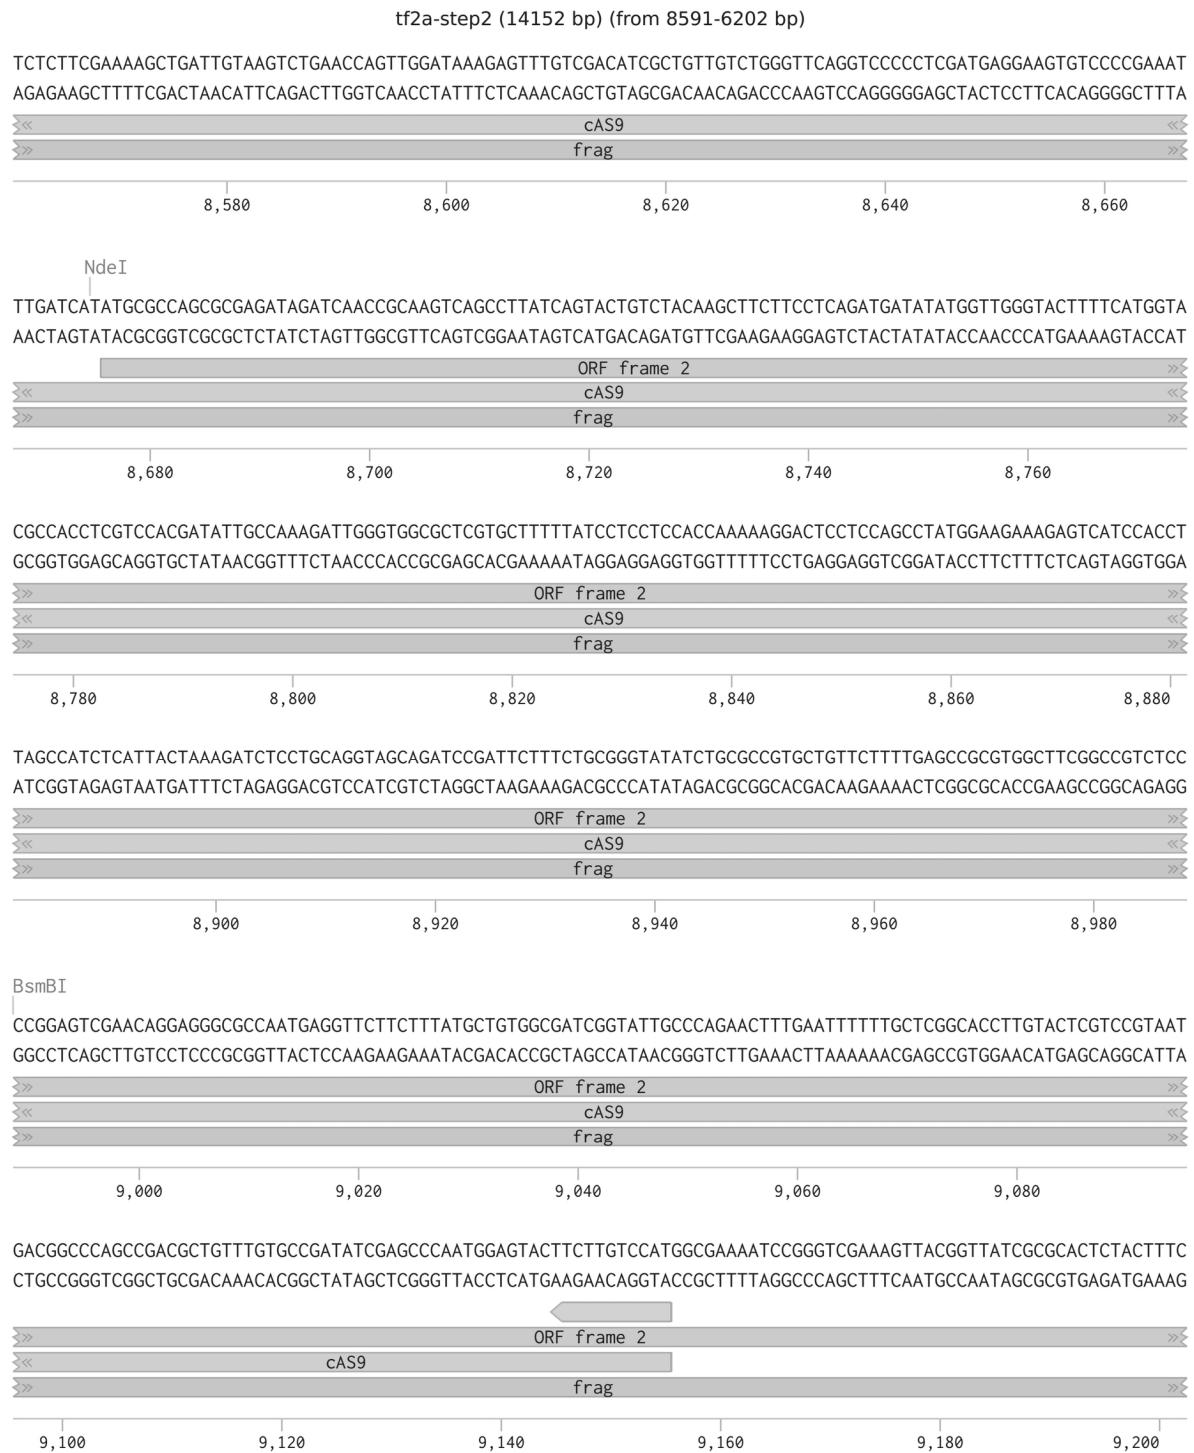 tf2a-step2 (14152 bp) (from 8591-6202 bp)
TCTCTTCGAAAAGCTGATTGTAAGTCTGAACCAGTTGGATAAAGAGTTTGTCGACATCGCTGTTGTCTGGGTTCAGGTCCCCCTCGATGAGGAAGTGTCCCCGAAAT
AGAGAAGCTTTTCGACTAACATTCAGACTTGGTCAACCTATTTCTCAAACAGCTGTAGCGACAACAGACCCAAGTCCAGGGGGAGCTACTCCTTCACAGGGGCTTTA
cAS9
frag
8,580 8,600 8,620 8,640 8,660
NdeI
TTGATCATATGCGCCAGCGCGAGATAGATCAACCGCAAGTCAGCCTTATCAGTACTGTCTACAAGCTTCTTCCTCAGATGATATATGGTTGGGTACTTTTCATGGTA
AACTAGTATACGCGGTCGCGCTCTATCTAGTTGGCGTTCAGTCGGAATAGTCATGACAGATGTTCGAAGAAGGAGTCTACTATATACCAACCCATGAAAAGTACCAT
ORF frame 2
cAS9
frag
8,680 8,700 8,720 8,740 8,760
CGCCACCTCGTCCACGATATTGCCAAAGATTGGGTGGCGCTCGTGCTTTTTATCCTCCTCCACCAAAAAGGACTCCTCCAGCCTATGGAAGAAAGAGTCATCCACCT
GCGGTGGAGCAGGTGCTATAACGGTTTCTAACCCACCGCGAGCACGAAAAATAGGAGGAGGTGGTTTTTCCTGAGGAGGTCGGATACCTTCTTTCTCAGTAGGTGGA
ORF frame 2
cAS9
frag
8,780 8,800 8,820 8,840 8,860 8,880
TAGCCATCTCATTACTAAAGATCTCCTGCAGGTAGCAGATCCGATTCTTTCTGCGGGTATATCTGCGCCGTGCTGTTCTTTTGAGCCGCGTGGCTTCGGCCGTCTCC
ATCGGTAGAGTAATGATTTCTAGAGGACGTCCATCGTCTAGGCTAAGAAAGACGCCCATATAGACGCGGCACGACAAGAAAACTCGGCGCACCGAAGCCGGCAGAGG
ORF frame 2
cAS9
frag
8,900 8,920 8,940 8,960 8,980
BsmBI
CCGGAGTCGAACAGGAGGGCGCCAATGAGGTTCTTCTTTATGCTGTGGCGATCGGTATTGCCCAGAACTTTGAATTTTTTGCTCGGCACCTTGTACTCGTCCGTAAT
GGCCTCAGCTTGTCCTCCCGCGGTTACTCCAAGAAGAAATACGACACCGCTAGCCATAACGGGTCTTGAAACTTAAAAAACGAGCCGTGGAACATGAGCAGGCATTA
ORF frame 2
cAS9
frag
9,000 9,020 9,040 9,060 9,080
GACGGCCCAGCCGACGCTGTTTGTGCCGATATCGAGCCCAATGGAGTACTTCTTGTCCATGGCGAAAATCCGGGTCGAAAGTTACGGTTATCGCGCACTCTACTTTC
CTGCCGGGTCGGCTGCGACAAACACGGCTATAGCTCGGGTTACCTCATGAAGAACAGGTACCGCTTTTAGGCCCAGCTTTCAATGCCAATAGCGCGTGAGATGAAAG
ORF frame 2
cAS9
frag
9,100 9,120 9,140 9,160 9,180 9,200